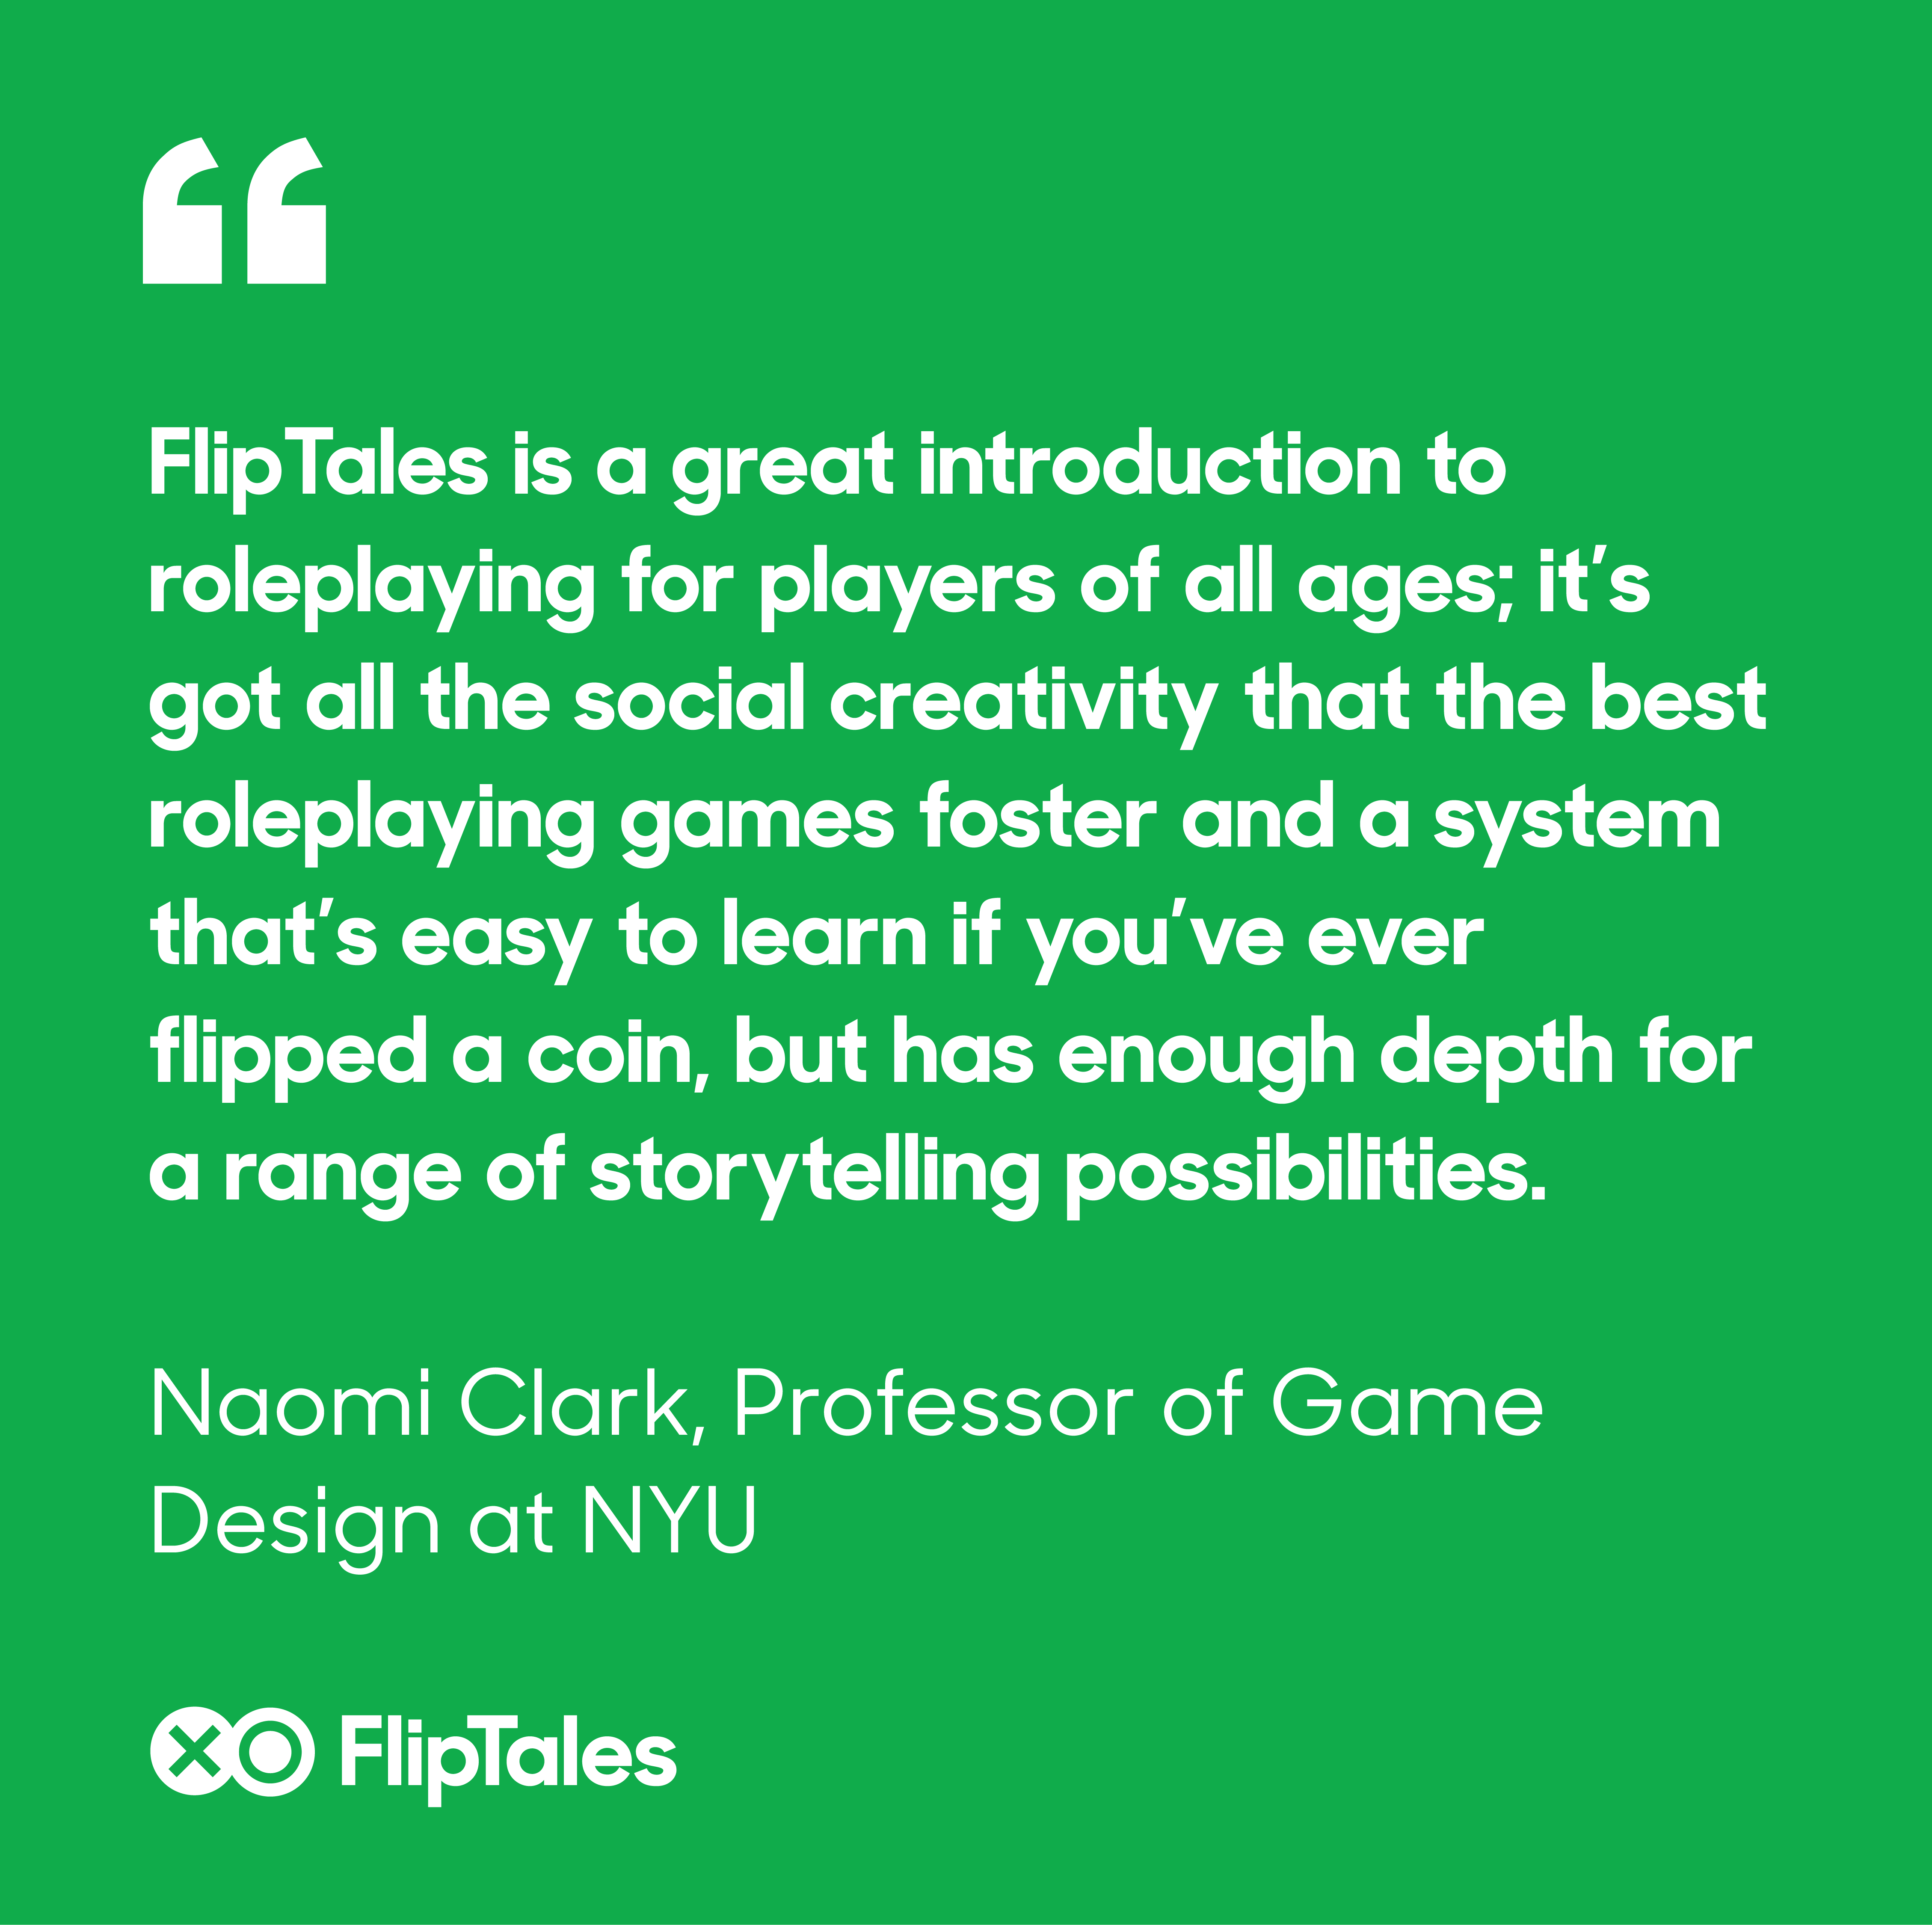 “
FlipTales is a great introduction to
roleplaying for players of all ages; it’s
got all the social creativity that the best
roleplaying games foster and a system
that’s easy to learn if you’ve ever
flipped a coin, but has enough depth for
a range of storytelling possibilities.
Naomi Clark, Professor of Game
Design at NYU
FlipTales